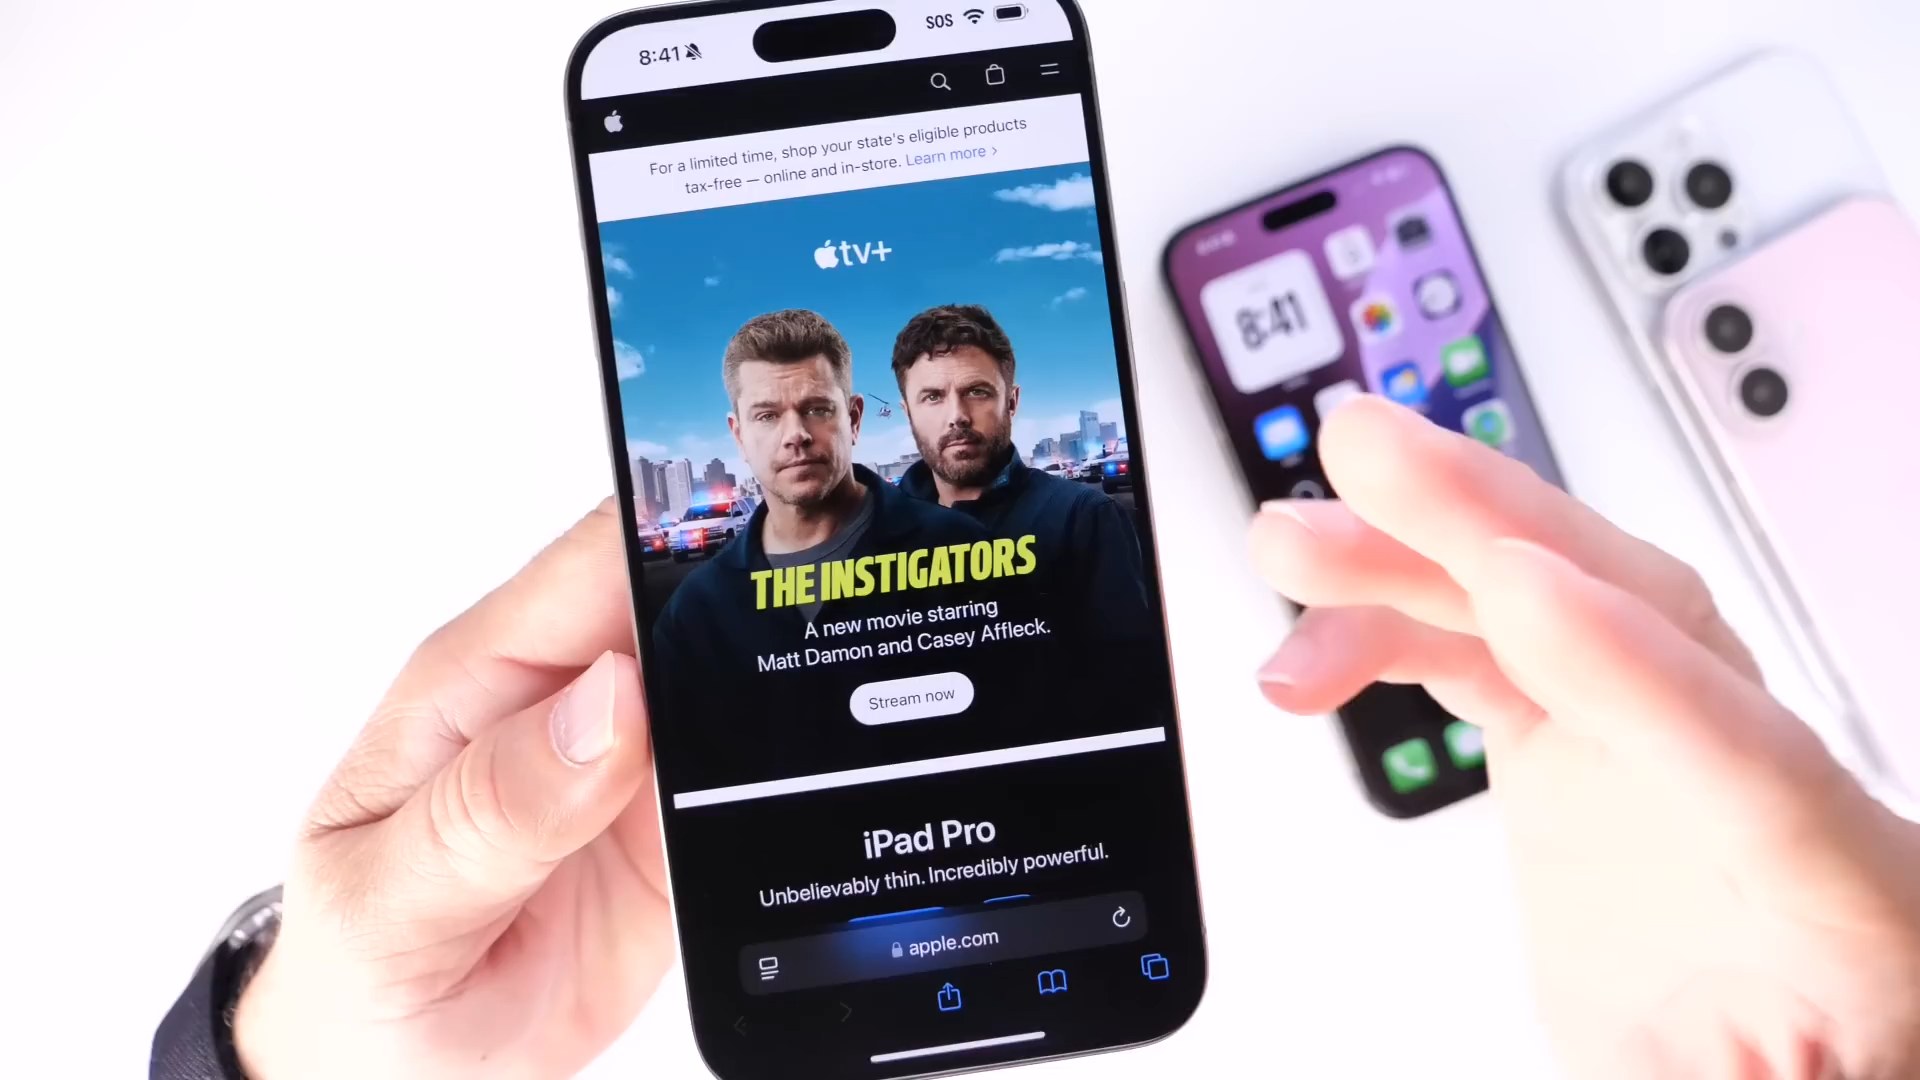 8:41
SOS
For a limited time, shop your state's eligible products
tax-free — online and in-store. Learn more >
tv+
THE INSTIGATORS
A new movie starring
Matt Damon and Casey Affleck.
Stream now
iPad Pro
Unbelievably thin. Incredibly powerful.
apple.com
8:41